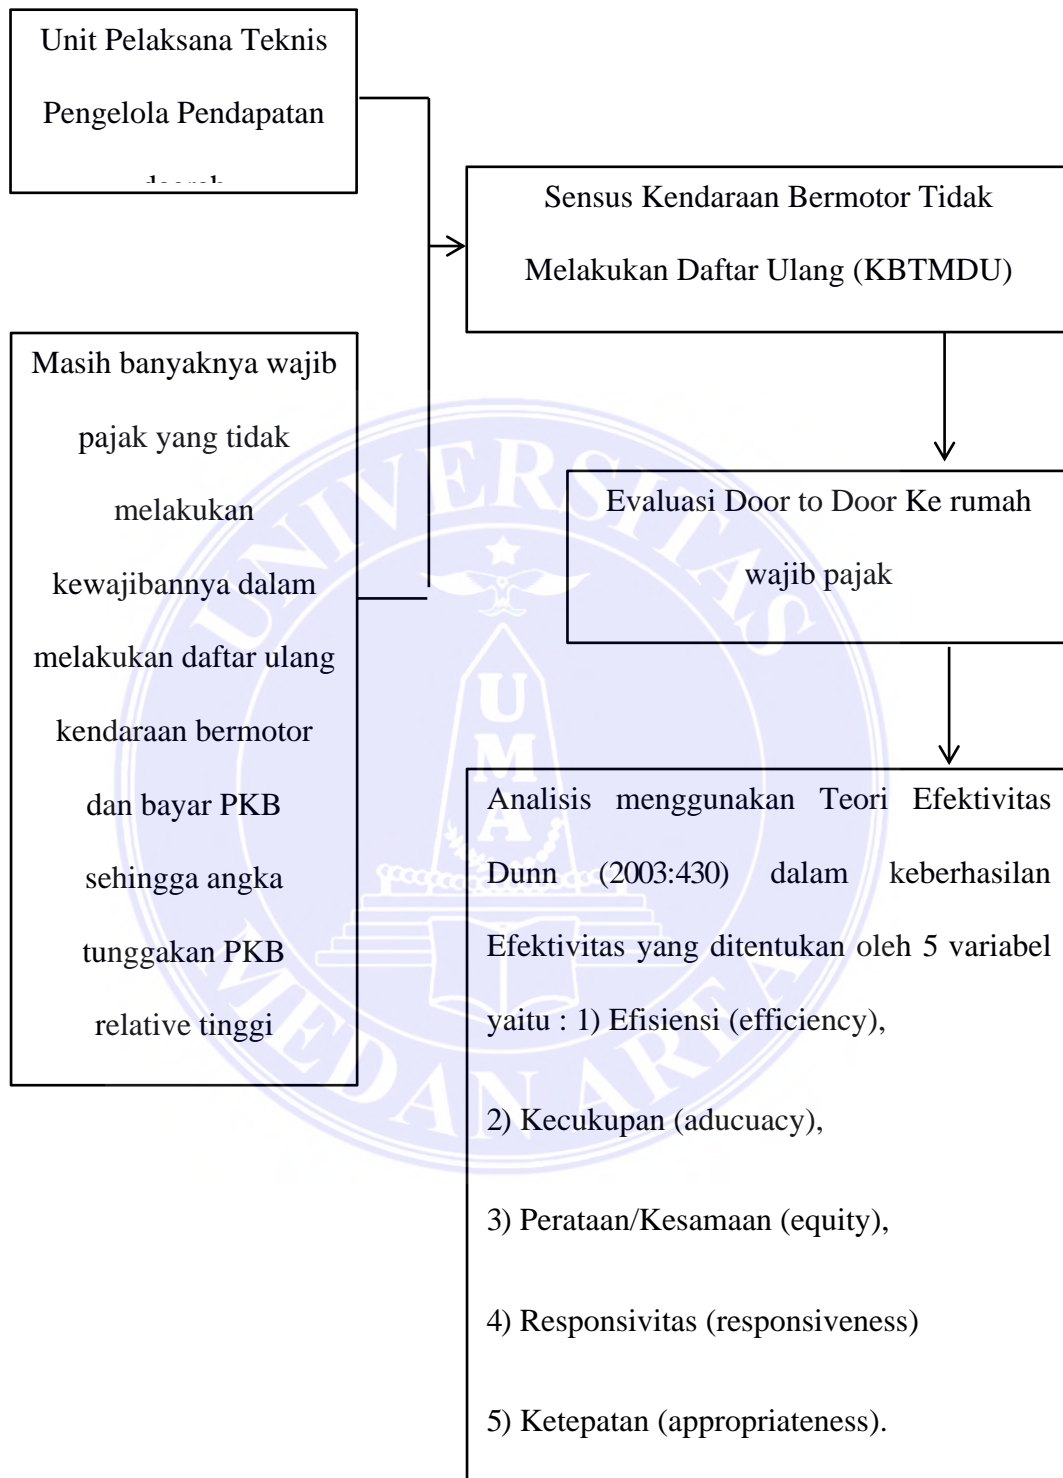 Unit Pelaksana Teknis
Pengelola Pendapatan
Sensus Kendaraan Bermotor Tidak
Melakukan Daftar Ulang (KBTMDU)
Masih banyaknya wajib
pajak yang tidak
melakukan
kewajibannya dalam
melakukan daftar ulang
kendaraan bermotor
dan bayar PKB
sehingga angka
tunggakan PKB
relative tinggi
Evaluasi Door to Door Ke rumah
wajib pajak
Analisis menggunakan Teori Efektivitas
Dunn (2003:430) dalam keberhasilan
Efektivitas yang ditentukan oleh 5 variabel
yaitu : 1) Efisiensi (efficiency),
2) Kecukupan (aducuacy),
3) Perataan/Kesamaan (equity),
4) Responsivitas (responsiveness)
5) Ketepatan (appropriateness).
UNIVERSITAS
MEDAN AREA
UMA